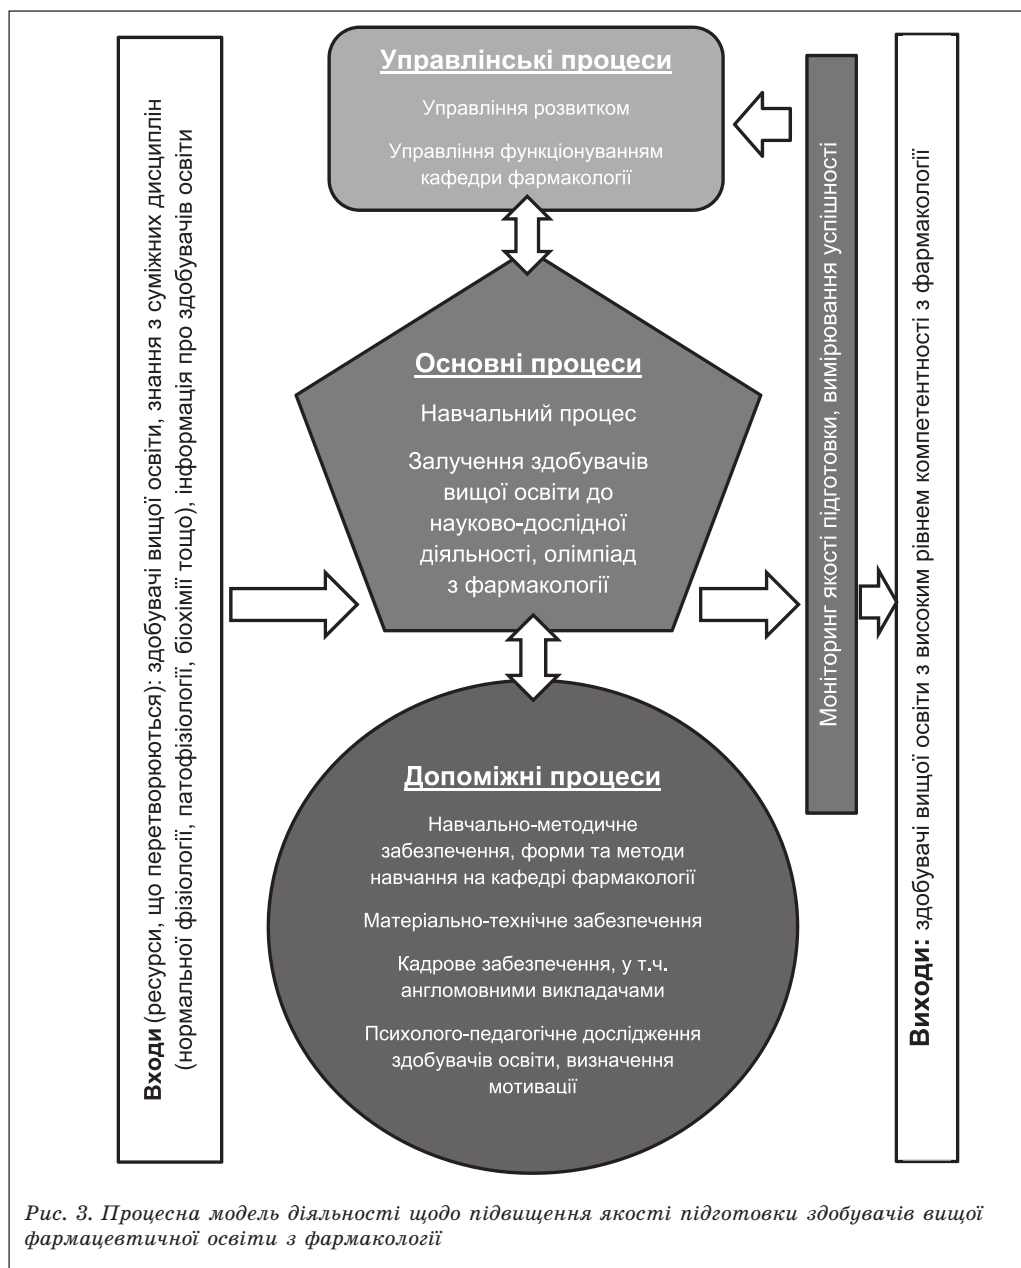 Входи (ресурси, що перетворюються): здобувачі вищої освіти, знання з суміжних дисциплін
(нормальної фізіології, патофізіології, біохімії тощо), інформація про здобувачів освіти
Управлінські процеси
Управління розвитком
Управління функціонуванням
кафедри фармакології
Основні процеси
Навчальний процес
Залучення здобувачів
вищої освіти до
науково-дослідної
діяльності, олімпіад
з фармакології
Допоміжні процеси
Навчально-методичне
забезпечення, форми та методи
навчання на кафедрі фармакології
Матеріально-технічне забезпечення
Кадрове забезпечення, у т.ч.
англомовними викладачами
Психолого-педагогічне дослідження
здобувачів освіти, визначення
мотивації
Моніторинг якості підготовки, вимірювання успішності
Виходи: здобувачі вищої освіти з високим рівнем компетентності з фармакології
Рис. 3. Процесна модель діяльності щодо підвищення якості підготовки здобувачів вищої
фармацевтичної освіти з фармакології